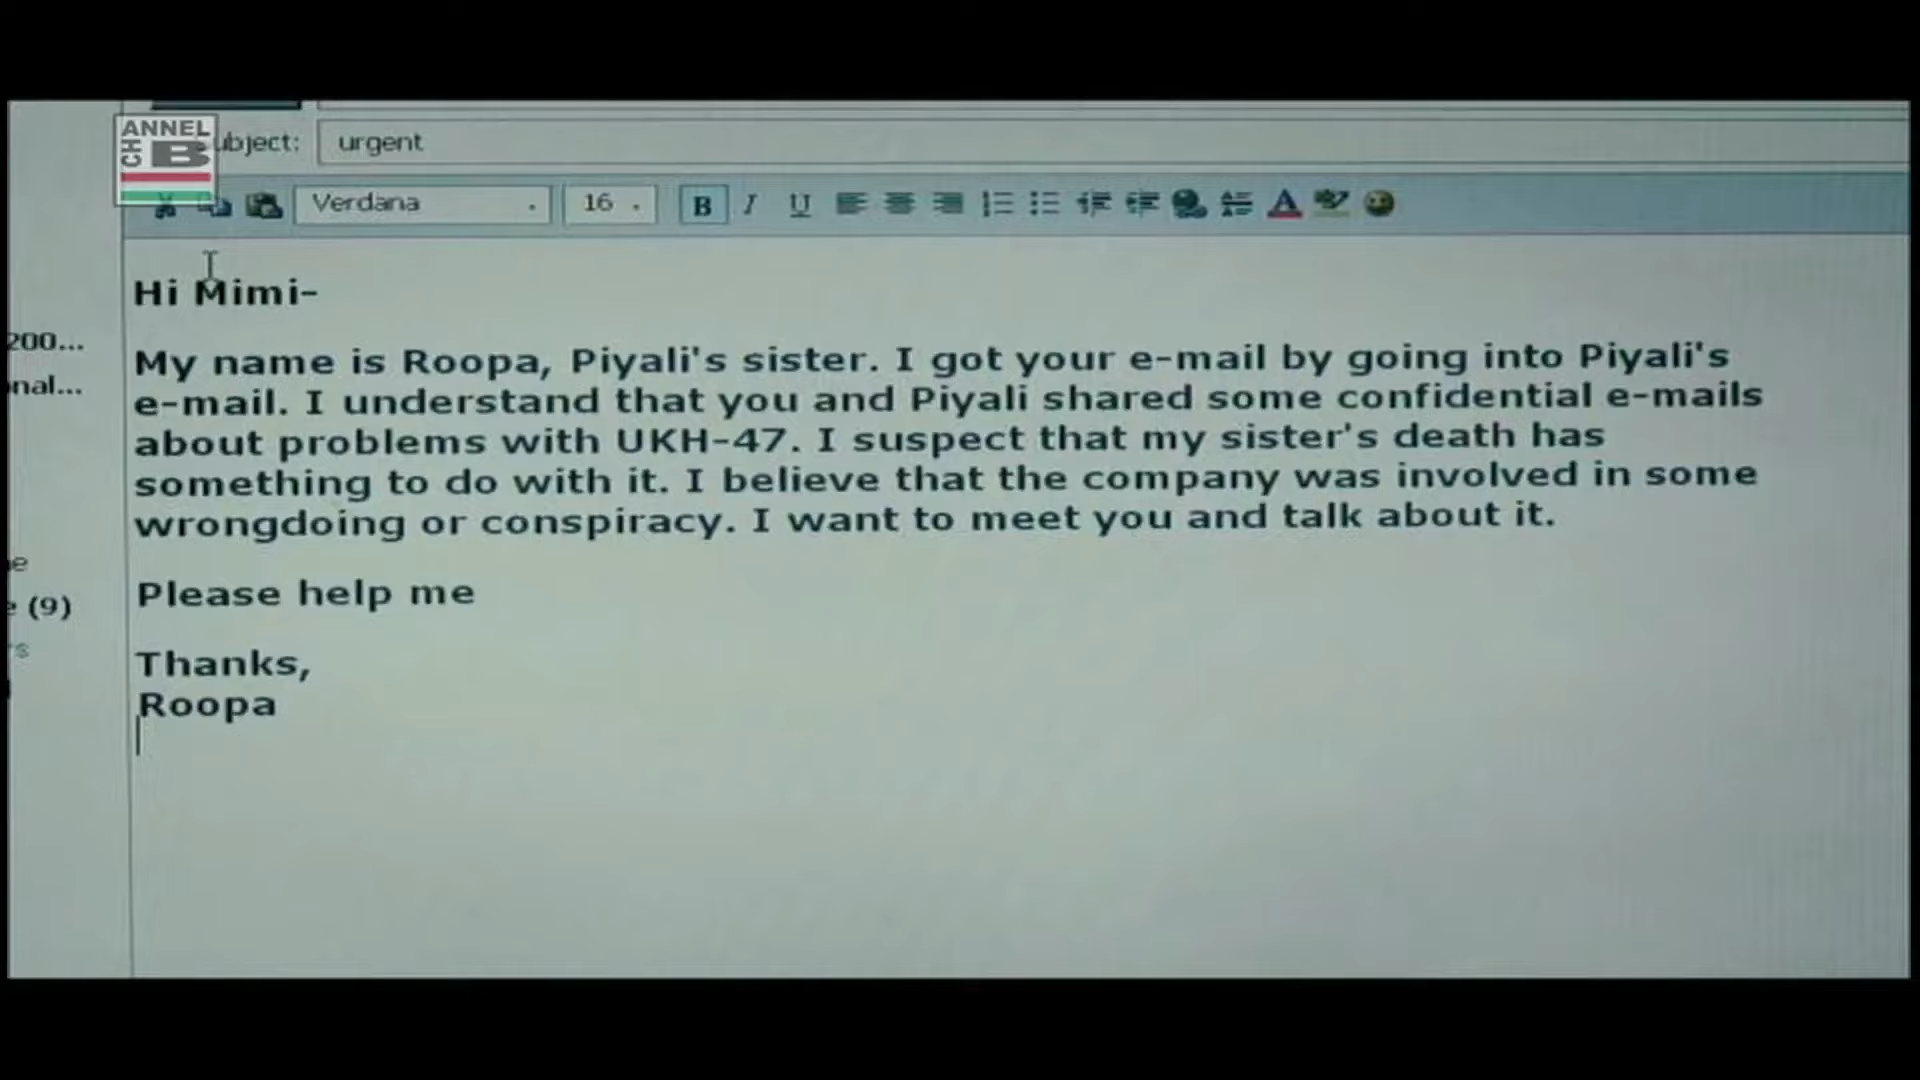 CHANNEL B
ubject: urgent
Verdana 16 B I U A
Hi Mimi-
200...
My name is Roopa, Piyali's sister. I got your e-mail by going into Piyali's
nal...
e-mail. I understand that you and Piyali shared some confidential e-mails
about problems with UKH-47. I suspect that my sister's death has
something to do with it. I believe that the company was involved in some
wrongdoing or conspiracy. I want to meet you and talk about it.
Please help me
(9)
Thanks,
Roopa